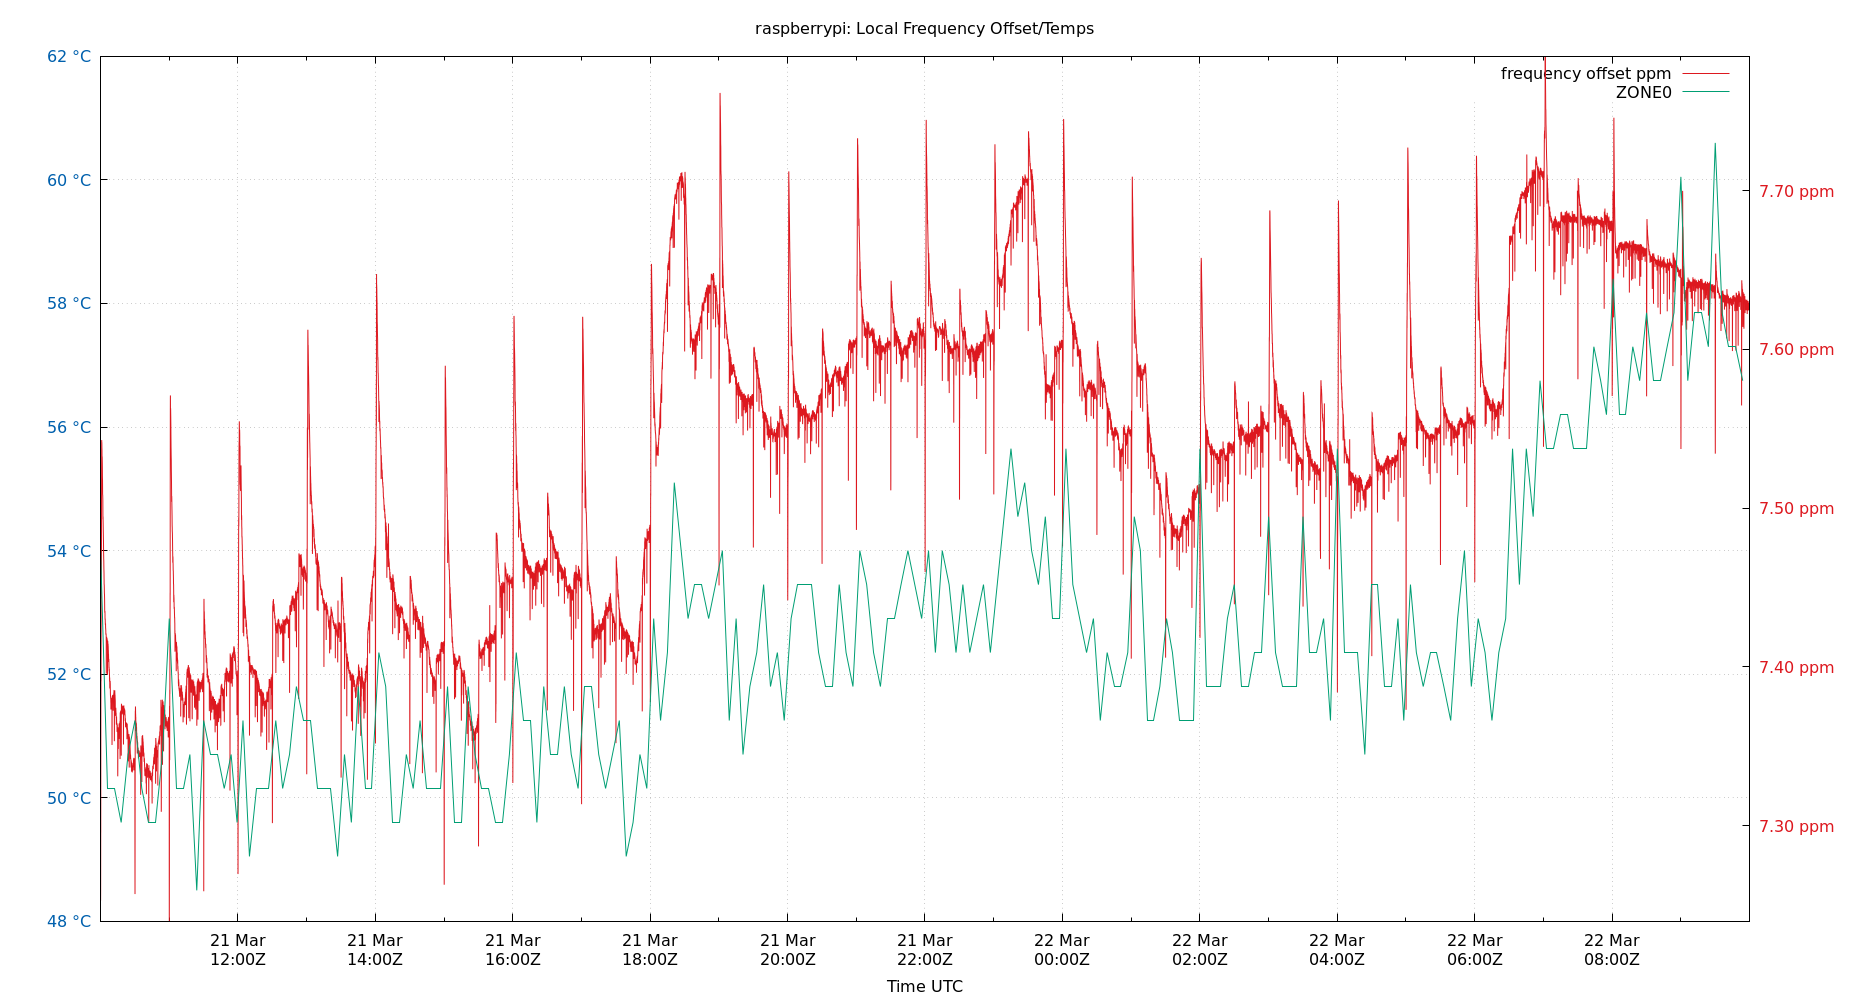 raspberrypi: Local Frequency Offset/Temps
frequency offset ppm
ZONE0
62 °C
60 °C
58 °C
56 °C
54 °C
52 °C
50 °C
48 °C
7.70 ppm
7.60 ppm
7.50 ppm
7.40 ppm
7.30 ppm
21 Mar 21 Mar 21 Mar 21 Mar 21 Mar 21 Mar 22 Mar 22 Mar 22 Mar 22 Mar 22 Mar
12:00Z 14:00Z 16:00Z 18:00Z 20:00Z 22:00Z 00:00Z 02:00Z 04:00Z 06:00Z 08:00Z
Time UTC